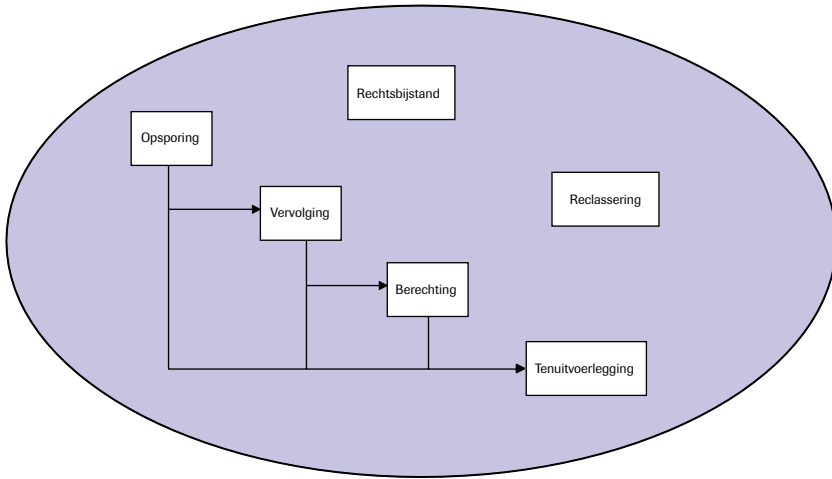 Rechtsbijstand
Opsporing
Reclassering
Vervolging
Berechting
Tenuitvoerlegging